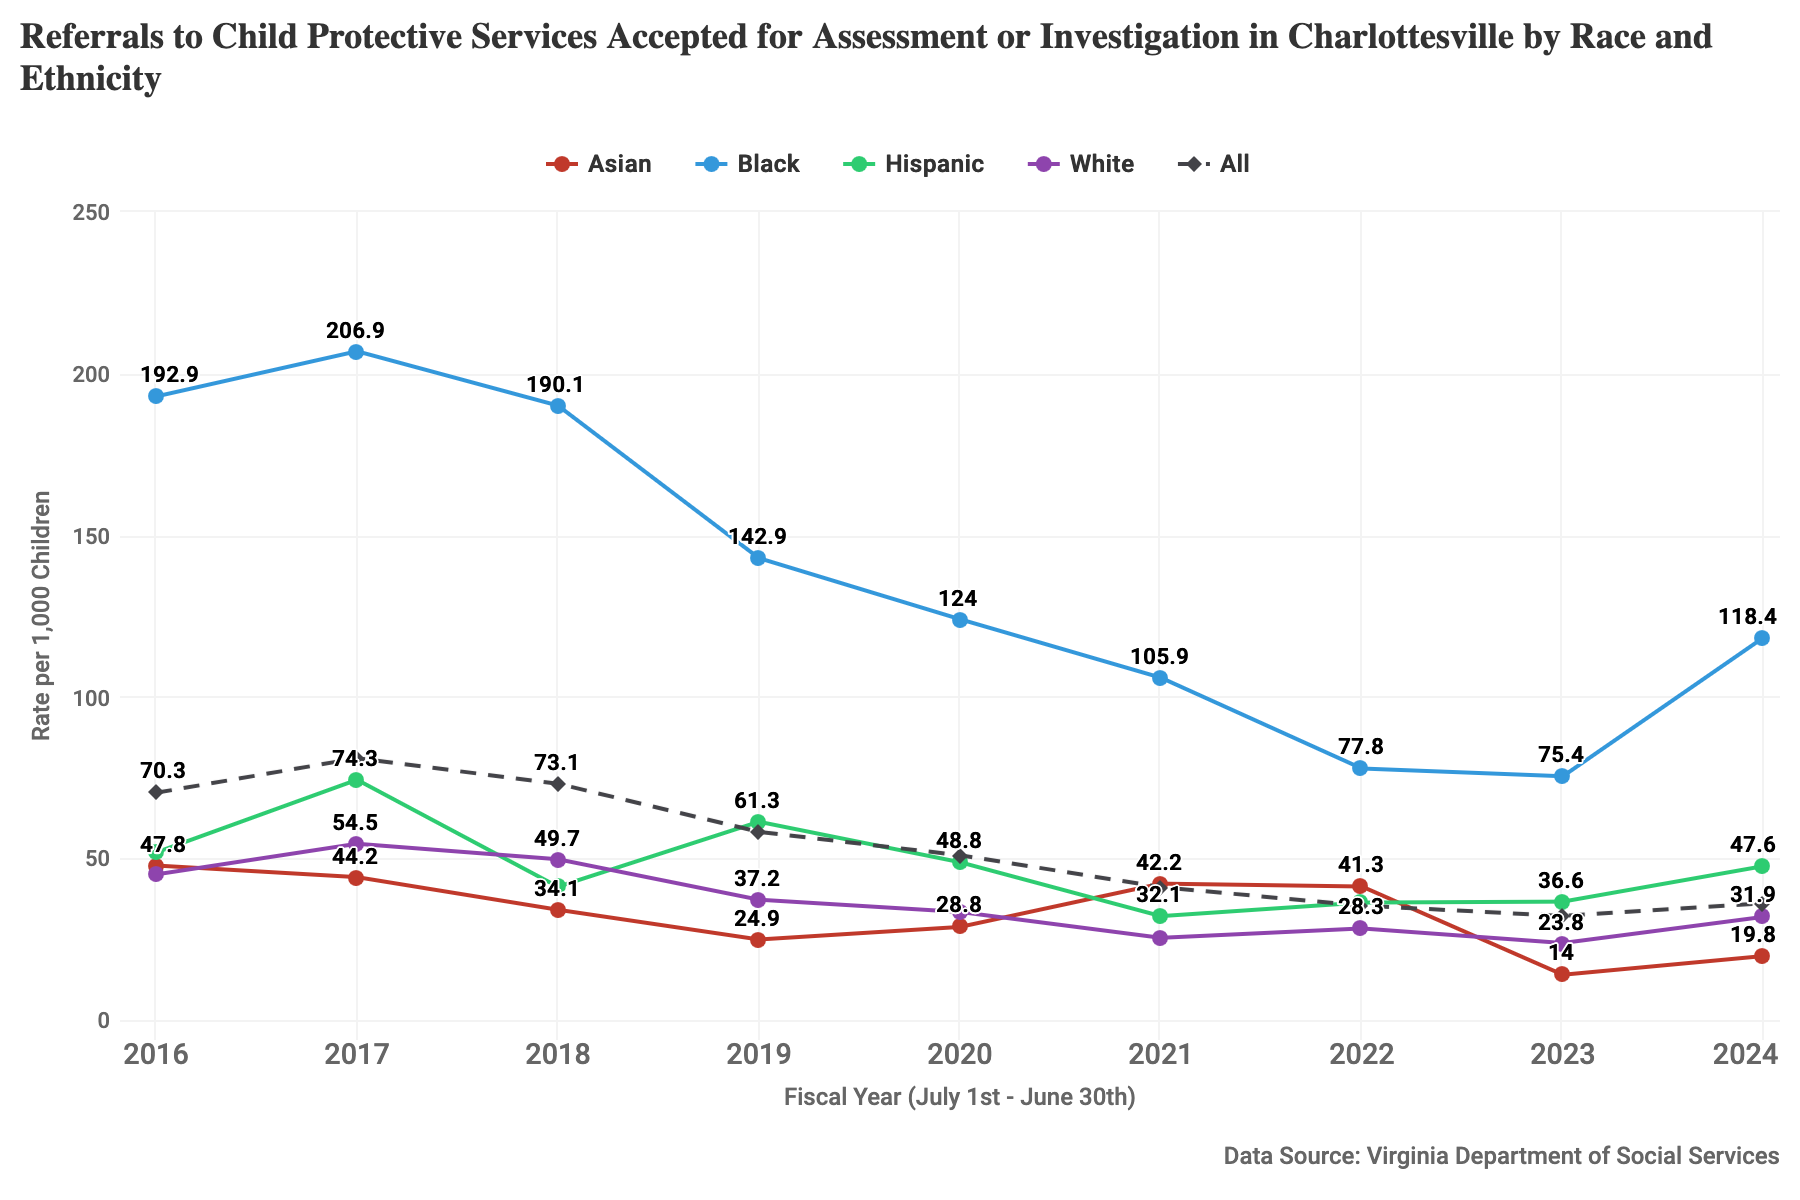 Referrals to Child Protective Services Accepted for Assessment or Investigation in Charlottesville by Race and
Ethnicity
Asian Black Hispanic White All
250
200
150
100
50
0
Rate per 1,000 Children
192.9 206.9 190.1 142.9 124 105.9 77.8 75.4 118.4
70.3 74.3 73.1 61.3 48.8 42.2 41.3 36.6 47.6
47.8 54.5 49.7 37.2 28.8 32.1 28.3 23.8 31.9
44.2 34.1 24.9 14 19.8
2016 2017 2018 2019 2020 2021 2022 2023 2024
Fiscal Year (July 1st - June 30th)
Data Source: Virginia Department of Social Services